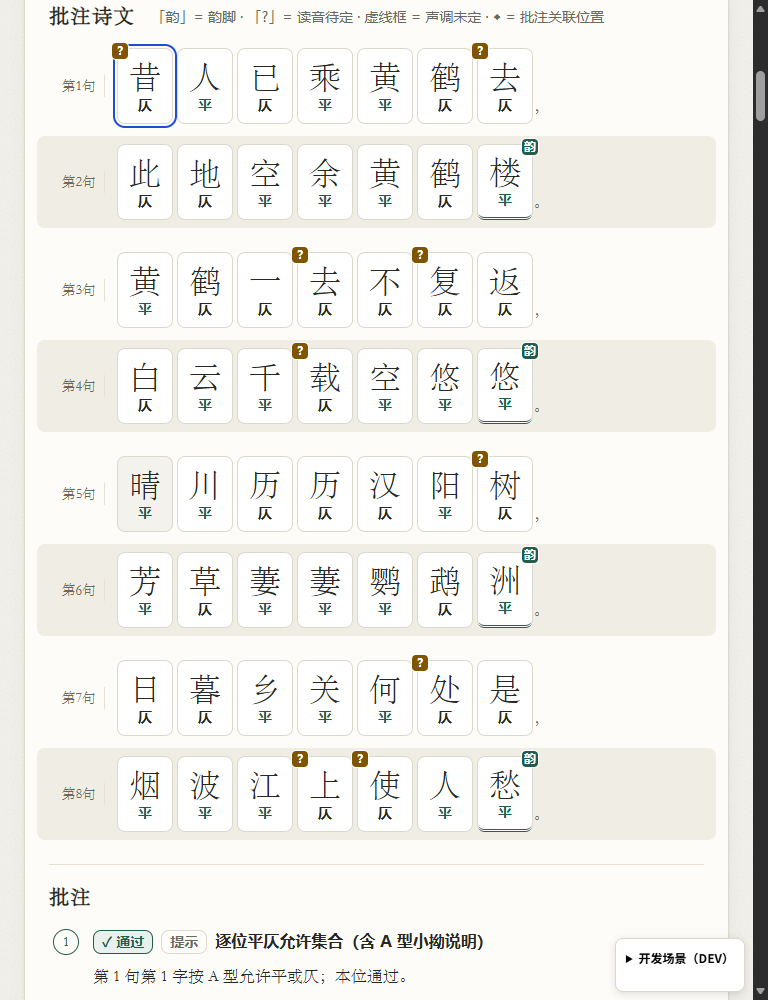 批注诗文 「韵」= 韵脚 · 「?」= 读音待定 · 虚线框 = 声调未定 · ◆ = 批注关联位置
? ?
第1句 昔 人 已 乘 黄 鹤 去 ，
仄 平 仄 平 平 仄 仄
韵
第2句 此 地 空 余 黄 鹤 楼 。
仄 仄 平 平 平 仄 平
? ?
第3句 黄 鹤 一 去 不 复 返 ，
平 仄 仄 仄 仄 仄 仄
? 韵
第4句 白 云 千 载 空 悠 悠 。
仄 平 平 仄 平 平 平
?
第5句 晴 川 历 历 汉 阳 树 ，
平 平 仄 仄 仄 平 仄
韵
第6句 芳 草 萋 萋 鹦 鹉 洲 。
平 仄 平 平 平 仄 平
?
第7句 日 暮 乡 关 何 处 是 ，
仄 仄 平 平 平 仄 仄
? ? 韵
第8句 烟 波 江 上 使 人 愁 。
平 平 平 仄 仄 平 平
批注
1 ✓ 通过 提示 逐位平仄允许集合（含 A 型小拗说明）
第 1 句第 1 字按 A 型允许平或仄；本位通过。
▶ 开发场景（DEV）